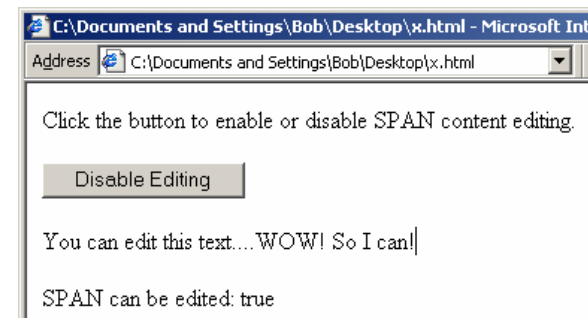 C:\Documents and Settings\Bob\Desktop\x.html - Microsoft Int
Address C:\Documents and Settings\Bob\Desktop\x.html
Click the button to enable or disable SPAN content editing.
Disable Editing
You can edit this text....WOW! So I can!
SPAN can be edited: true